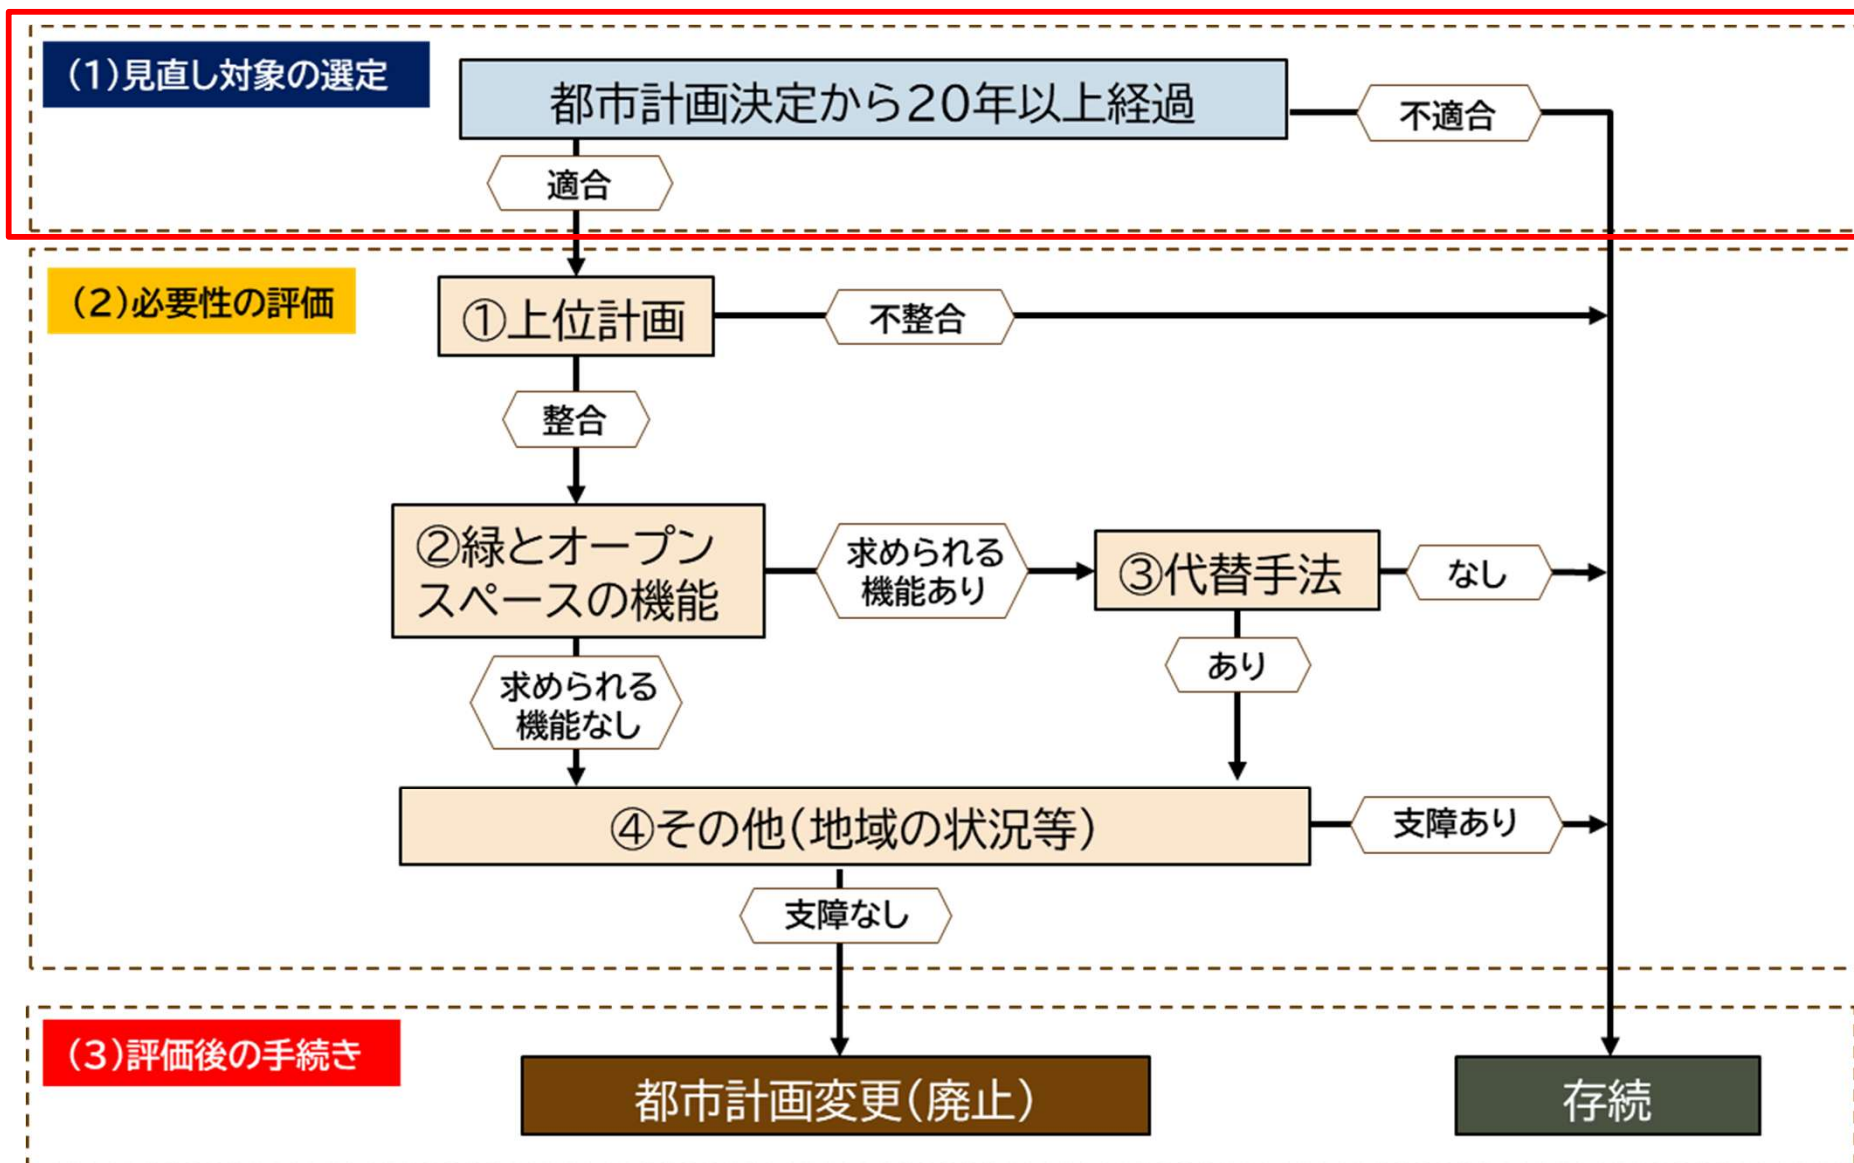 (1)見直し対象の選定
都市計画決定から20年以上経過
不適合
適合
(2)必要性の評価
①上位計画
不整合
整合
②緑とオープン
スペースの機能
求められる
機能あり
③代替手法
なし
求められる
機能なし
あり
④その他(地域の状況等)
支障あり
支障なし
(3)評価後の手続き
都市計画変更(廃止)
存続